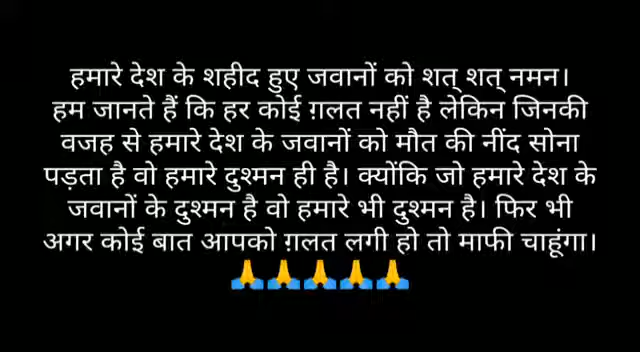 हमारे देश के शहीद हुए जवानों को शत् शत् नमन।
हम जानते हैं कि हर कोई ग़लत नहीं है लेकिन जिनकी
वजह से हमारे देश के जवानों को मौत की नींद सोना
पड़ता है वो हमारे दुश्मन ही है। क्योंकि जो हमारे देश के
जवानों के दुश्मन है वो हमारे भी दुश्मन है। फिर भी
अगर कोई बात आपको ग़लत लगी हो तो माफी चाहूंगा।
🙏🙏🙏🙏🙏